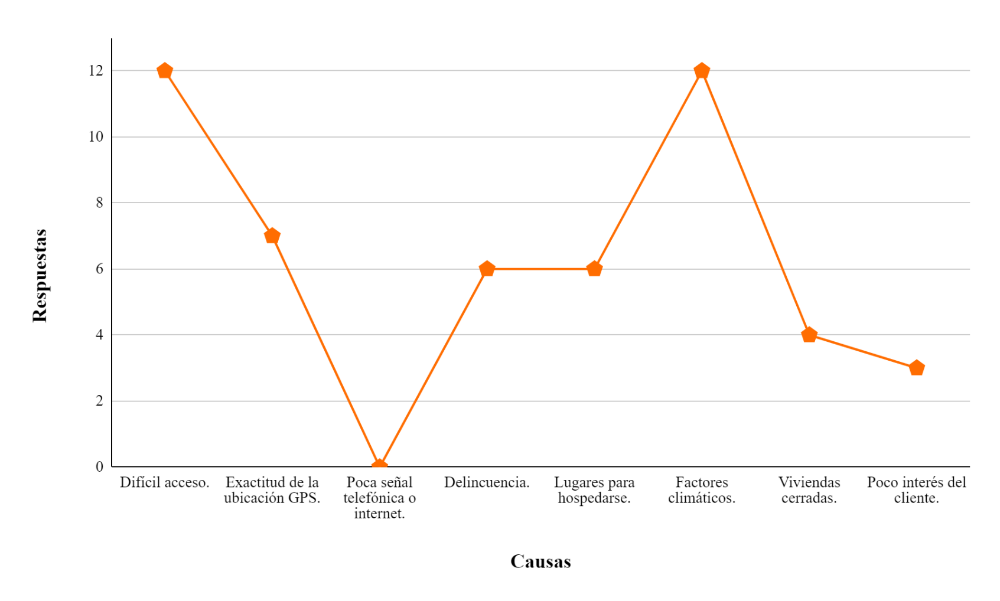 12
10
8
6
4
2
0
Respuestas
Difícil acceso.
Exactitud de la
ubicación GPS.
Poca señal
telefónica o
internet.
Delincuencia.
Lugares para
hospedarse.
Factores
climáticos.
Viviendas
cerradas.
Poco interés del
cliente.
Causas